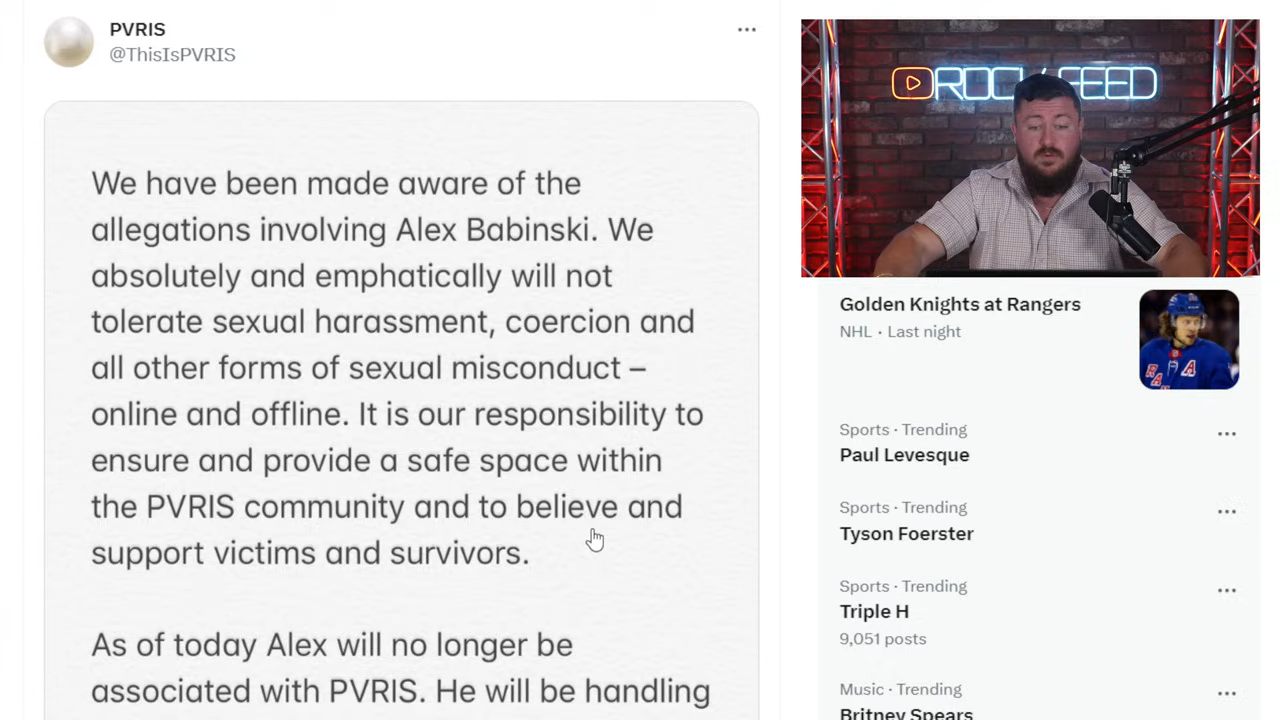 PVRIS
@ThisIsPVRIS
We have been made aware of the
allegations involving Alex Babinski. We
absolutely and emphatically will not
tolerate sexual harassment, coercion and
all other forms of sexual misconduct –
online and offline. It is our responsibility to
ensure and provide a safe space within
the PVRIS community and to believe and
support victims and survivors.
As of today Alex will no longer be
associated with PVRIS. He will be handling
ROCK FEED
Golden Knights at Rangers
NHL · Last night
Sports · Trending
Paul Levesque
Sports · Trending
Tyson Foerster
Sports · Trending
Triple H
9,051 posts
Music · Trending
Britney Spears